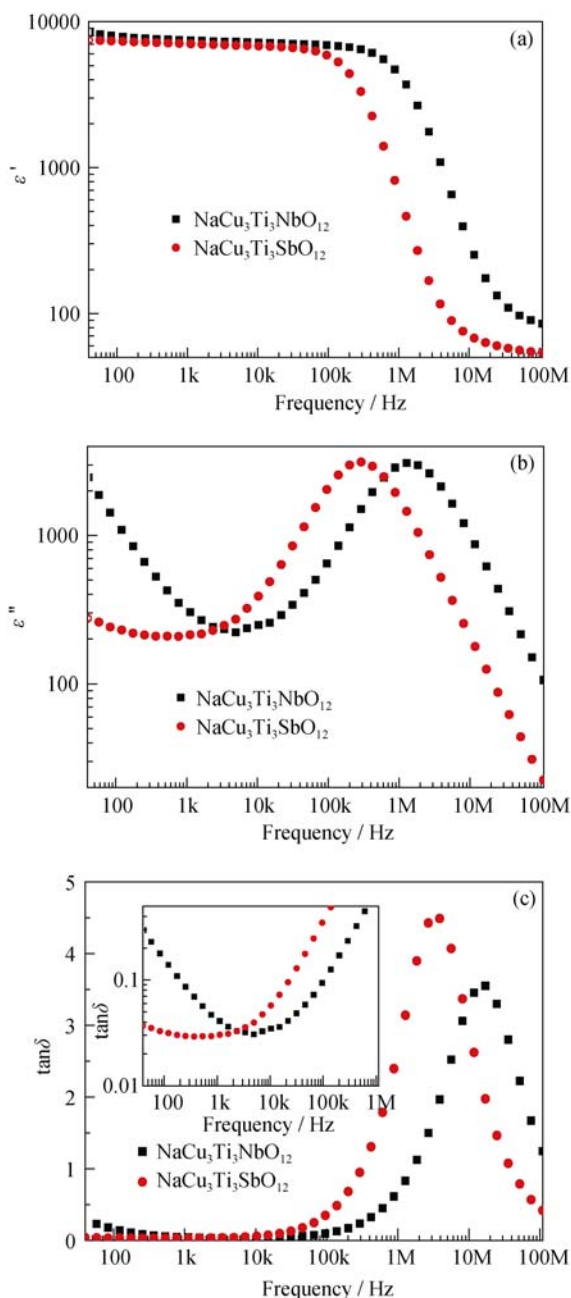 (a)
10000
1000
100
ε'
NaCu₃Ti₃NbO₁₂
NaCu₃Ti₃SbO₁₂
100 1k 10k 100k 1M 10M 100M
Frequency / Hz
(b)
1000
100
ε''
NaCu₃Ti₃NbO₁₂
NaCu₃Ti₃SbO₁₂
100 1k 10k 100k 1M 10M 100M
Frequency / Hz
(c)
5
4
3
2
1
0
tanδ
0.1
0.01
tanδ
100 1k 10k 100k 1M
Frequency / Hz
NaCu₃Ti₃NbO₁₂
NaCu₃Ti₃SbO₁₂
100 1k 10k 100k 1M 10M 100M
Frequency / Hz